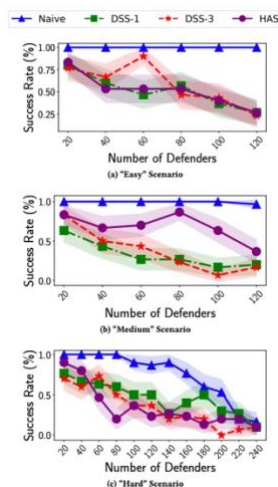 Naive DSS-1 DSS-3 HAS
Success Rate (%)
1.00
0.75
0.50
0.25
20 40 60 80 100 120
Number of Defenders
(a) "Easy" Scenario
Success Rate (%)
1.0
0.5
0.0
20 40 60 80 100 120
Number of Defenders
(b) "Medium" Scenario
Success Rate (%)
1.0
0.5
0.0
20 40 60 80 100 120 140 160 180 200 220 240
Number of Defenders
(c) "Hard" Scenario